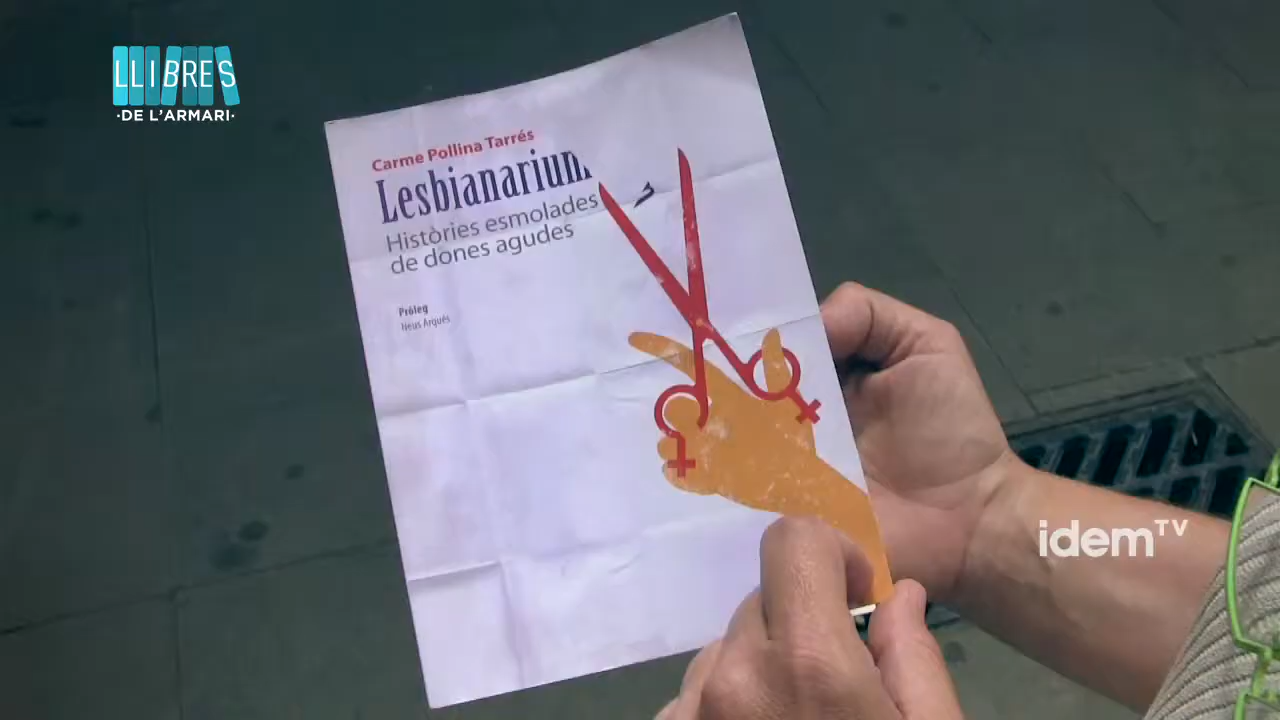 LLIBRES
·DE L'ARMARI·
Carme Pollina Tarrés
Lesbianarium
Històries esmolades
de dones agudes
Pròleg
Neus Arqués
idemTV